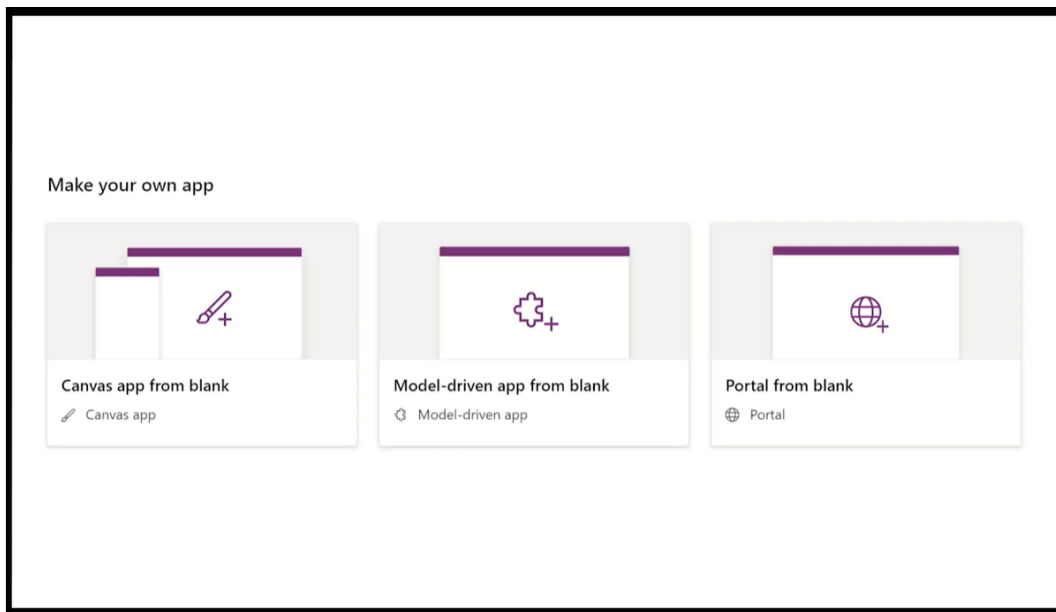 Make your own app
Canvas app from blank
Canvas app
Model-driven app from blank
Model-driven app
Portal from blank
Portal